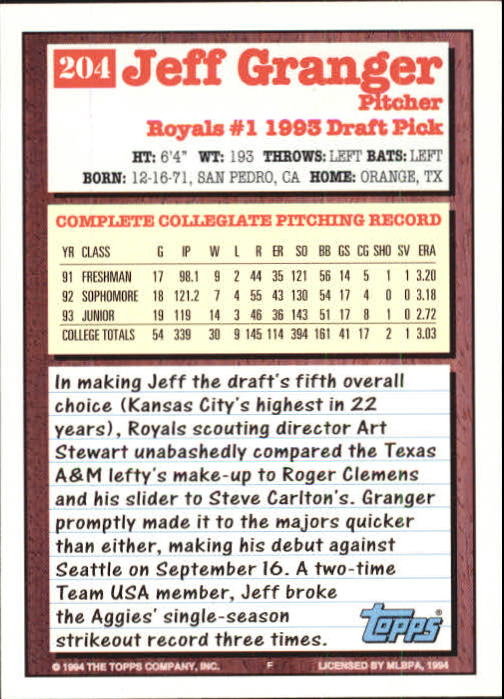 204 Jeff Granger
Pitcher
Royals #1 1993 Draft Pick
HT: 6'4" WT: 193 THROWS: LEFT BATS: LEFT
BORN: 12-16-71, SAN PEDRO, CA HOME: ORANGE, TX
COMPLETE COLLEGIATE PITCHING RECORD
YR CLASS G IP W L R ER SO BB GS CG SHO SV ERA
91 FRESHMAN 17 98.1 9 2 44 35 121 56 14 5 1 1 3.20
92 SOPHOMORE 18 121.2 7 4 55 43 130 54 17 4 0 0 3.18
93 JUNIOR 19 119 14 3 46 36 143 51 17 8 1 0 2.72
COLLEGE TOTALS 54 339 30 9 145 114 394 161 41 17 2 1 3.03
In making Jeff the draft's fifth overall
choice (Kansas City's highest in 22
years), Royals scouting director Art
Stewart unabashedly compared the Texas
A&M lefty's make-up to Roger Clemens
and his slider to Steve Carlton's. Granger
promptly made it to the majors quicker
than either, making his debut against
Seattle on September 16. A two-time
Team USA member, Jeff broke
the Aggies' single-season
strikeout record three times.
Topps®
© 1994 THE TOPPS COMPANY, INC. F LICENSED BY MLBPA, 1994